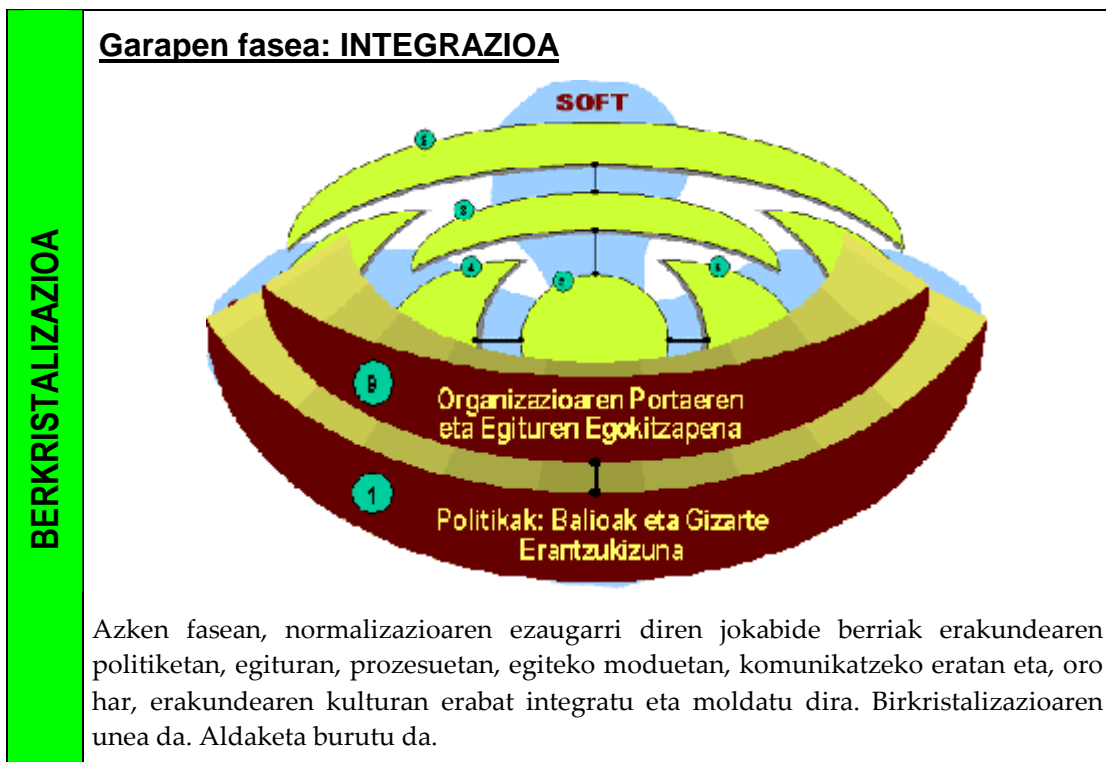 Garapen fasea: INTEGRAZIOA
BERKRISTALIZAZIOA
SOFT
Organizazioaren Portaeren
eta Egituren Egokitzapena
1
Politikak: Balioak eta Gizarte
Erantzukizuna
Azken fasean, normalizazioaren ezaugarri diren jokabide berriak erakundearen
politiketan, egituran, prozesuetan, egiteko moduetan, komunikatzeko eratan eta, oro
har, erakundearen kulturan erabat integratu eta moldatu dira. Birkristalizazioaren
unea da. Aldaketa burutu da.